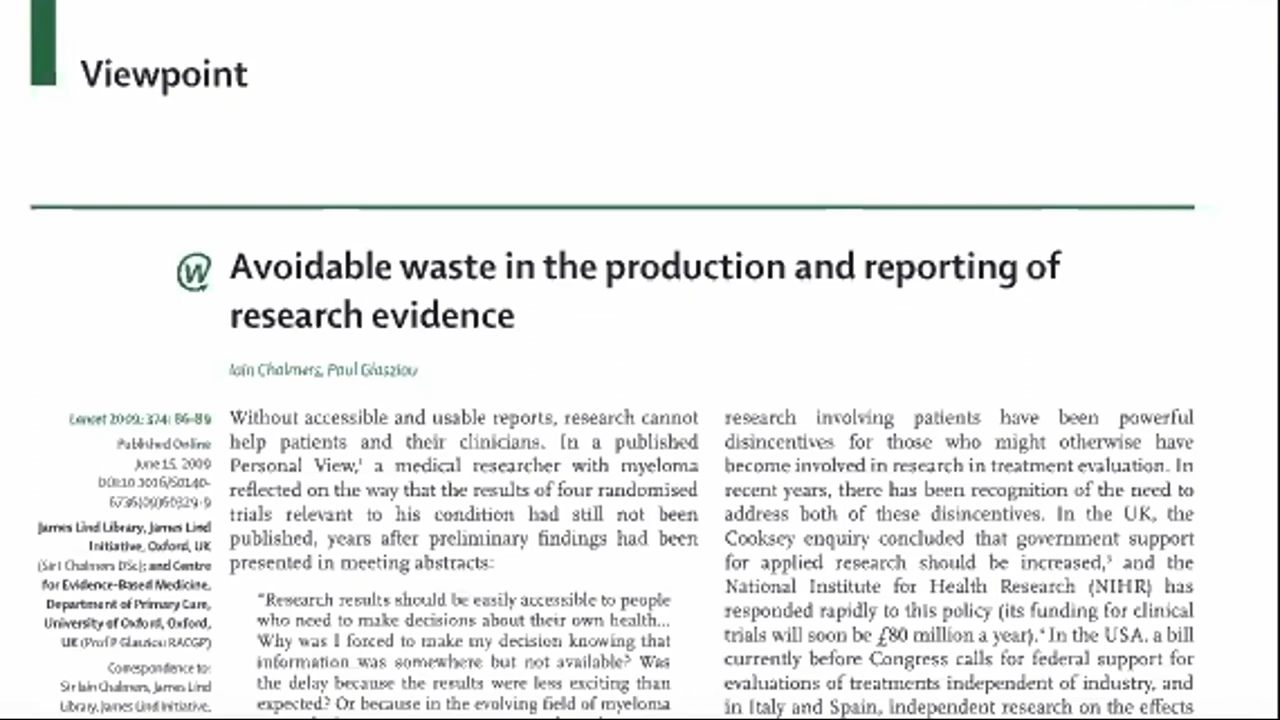 Viewpoint
W
Avoidable waste in the production and reporting of
research evidence
Iain Chalmers, Paul Glasziou
Lancet 2009; 374: 86–89
Published Online
June 15, 2009
DOI:10.1016/S0140-
6736(09)60329-9
James Lind Library, James Lind
Initiative, Oxford, UK
(Sir I Chalmers DSc); and Centre
for Evidence-Based Medicine,
Department of Primary Care,
University of Oxford, Oxford,
UK (Prof P Glasziou RACGP)
Correspondence to:
Sir Iain Chalmers, James Lind
Library, James Lind Initiative,
Without accessible and usable reports, research cannot
help patients and their clinicians. In a published
Personal View,¹ a medical researcher with myeloma
reflected on the way that the results of four randomised
trials relevant to his condition had still not been
published, years after preliminary findings had been
presented in meeting abstracts:
“Research results should be easily accessible to people
who need to make decisions about their own health...
Why was I forced to make my decision knowing that
information was somewhere but not available? Was
the delay because the results were less exciting than
expected? Or because in the evolving field of myeloma
research involving patients have been powerful
disincentives for those who might otherwise have
become involved in research in treatment evaluation. In
recent years, there has been recognition of the need to
address both of these disincentives. In the UK, the
Cooksey enquiry concluded that government support
for applied research should be increased,³ and the
National Institute for Health Research (NIHR) has
responded rapidly to this policy (its funding for clinical
trials will soon be £80 million a year).⁴ In the USA, a bill
currently before Congress calls for federal support for
evaluations of treatments independent of industry, and
in Italy and Spain, independent research on the effects